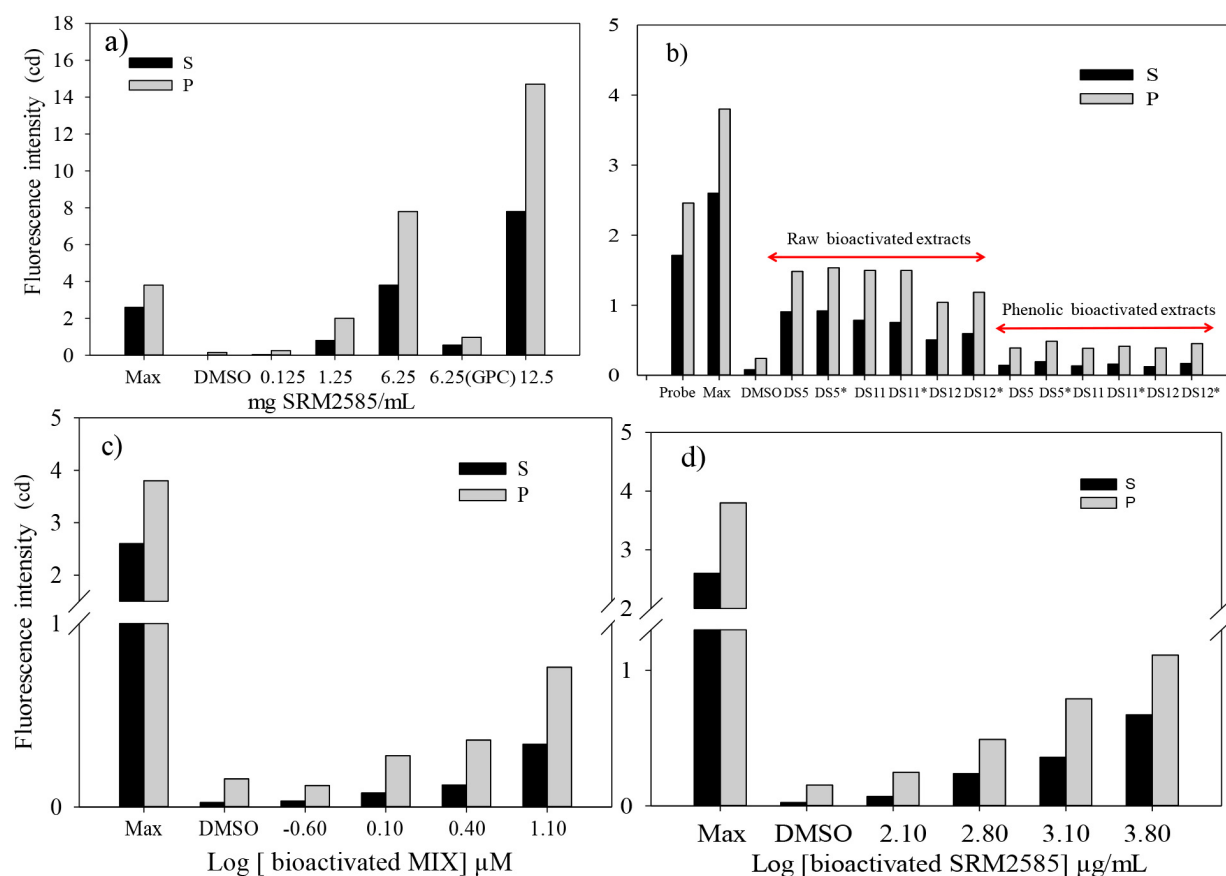 a)
Fluorescence intensity (cd)
18
16
14
12
10
8
6
4
2
0
S
P
Max DMSO 0.125 1.25 6.25 6.25(GPC) 12.5
mg SRM2585/mL
b)
5
4
3
2
1
0
S
P
Raw bioactivated extracts
Phenolic bioactivated extracts
Probe Max DMSO DS5 DS5* DS11 DS11* DS12 DS12* DS5 DS5* DS11 DS11* DS12 DS12*
c)
Fluorescence intensity (cd)
5
4
3
2
1
0
S
P
Max DMSO -0.60 0.10 0.40 1.10
Log [ bioactivated MIX] µM
d)
5
4
3
2
1
0
S
P
Max DMSO 2.10 2.80 3.10 3.80
Log [bioactivated SRM2585] µg/mL